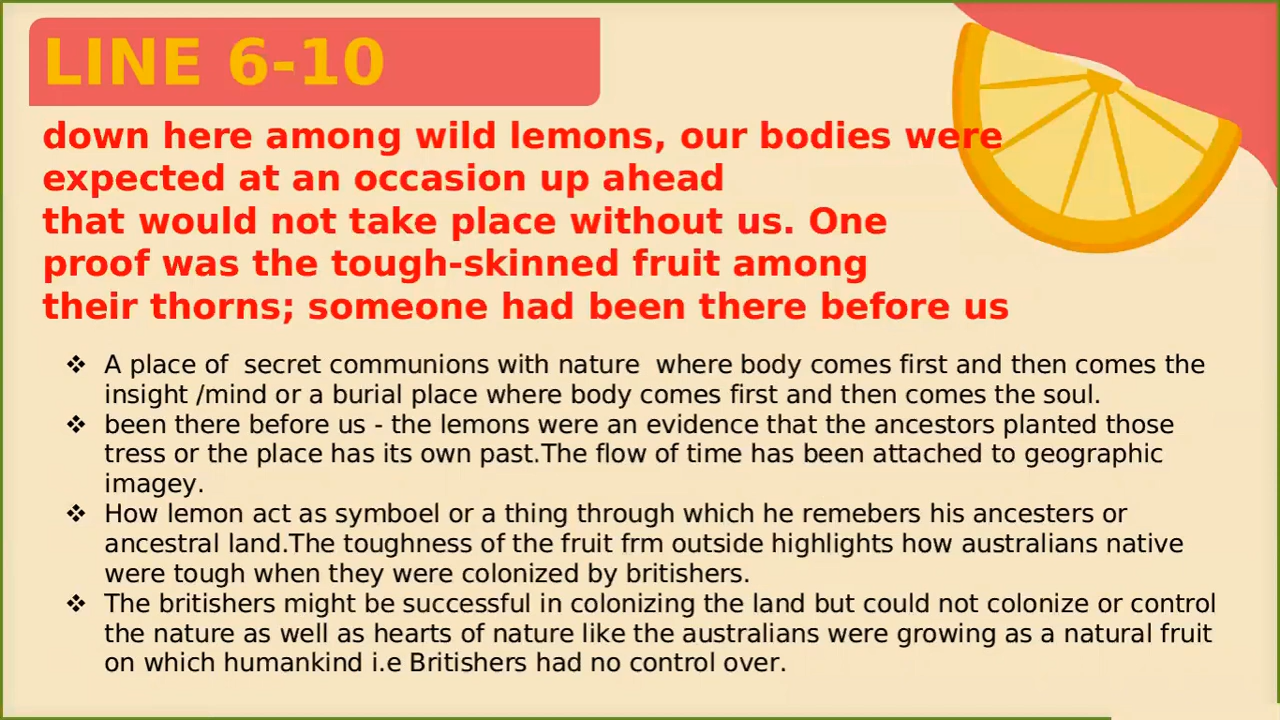 LINE 6-10
down here among wild lemons, our bodies were
expected at an occasion up ahead
that would not take place without us. One
proof was the tough-skinned fruit among
their thorns; someone had been there before us
❖ A place of secret communions with nature where body comes first and then comes the
insight /mind or a burial place where body comes first and then comes the soul.
❖ been there before us - the lemons were an evidence that the ancestors planted those
tress or the place has its own past.The flow of time has been attached to geographic
imagey.
❖ How lemon act as symboel or a thing through which he remebers his ancesters or
ancestral land.The toughness of the fruit frm outside highlights how australians native
were tough when they were colonized by britishers.
❖ The britishers might be successful in colonizing the land but could not colonize or control
the nature as well as hearts of nature like the australians were growing as a natural fruit
on which humankind i.e Britishers had no control over.